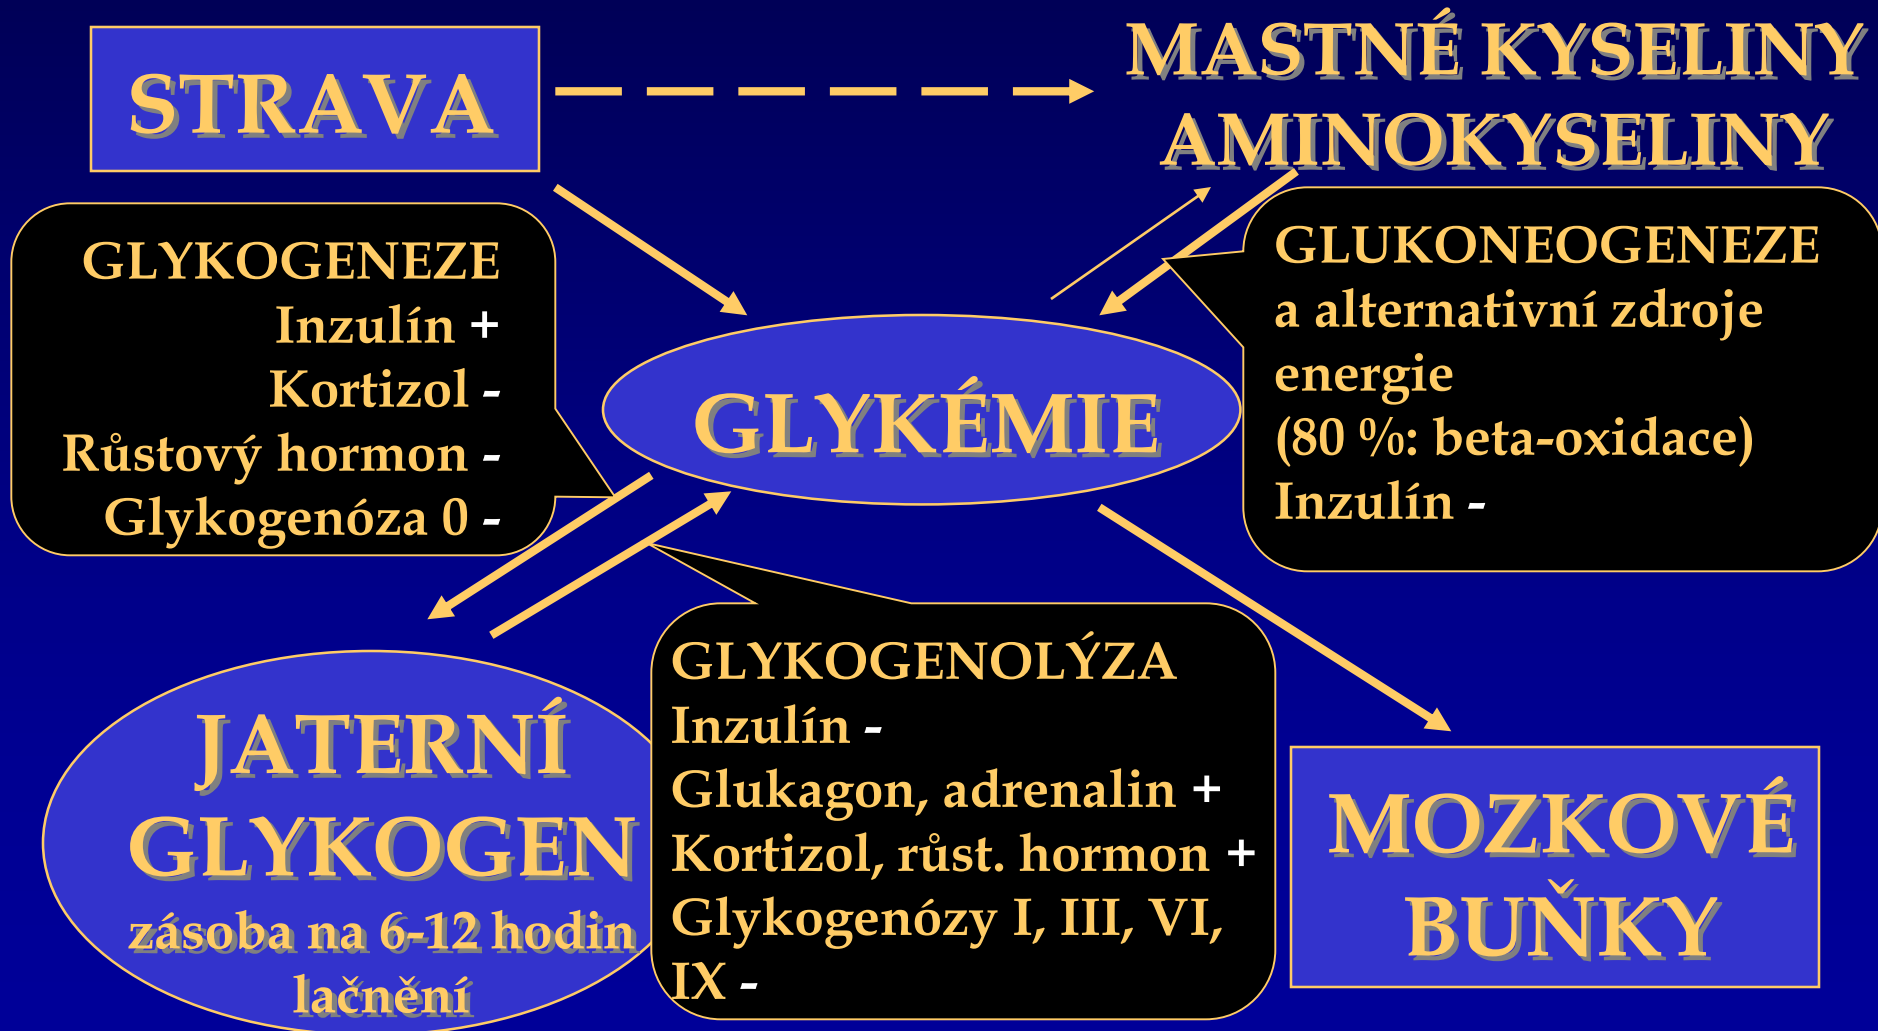 STRAVA
MASTNÉ KYSELINY
AMINOKYSELINY
GLYKOGENEZE
Inzulín +
Kortizol -
Růstový hormon -
Glykogenóza 0 -
GLUKONEOGENEZE
a alternativní zdroje
energie
(80 %: beta-oxidace)
Inzulín -
GLYKÉMIE
JATERNÍ
GLYKOGEN
zásoba na 6-12 hodin
lačnění
GLYKOGENOLÝZA
Inzulín -
Glukagon, adrenalin +
Kortizol, růst. hormon +
Glykogenózy I, III, VI,
IX -
MOZKOVÉ
BUŇKY